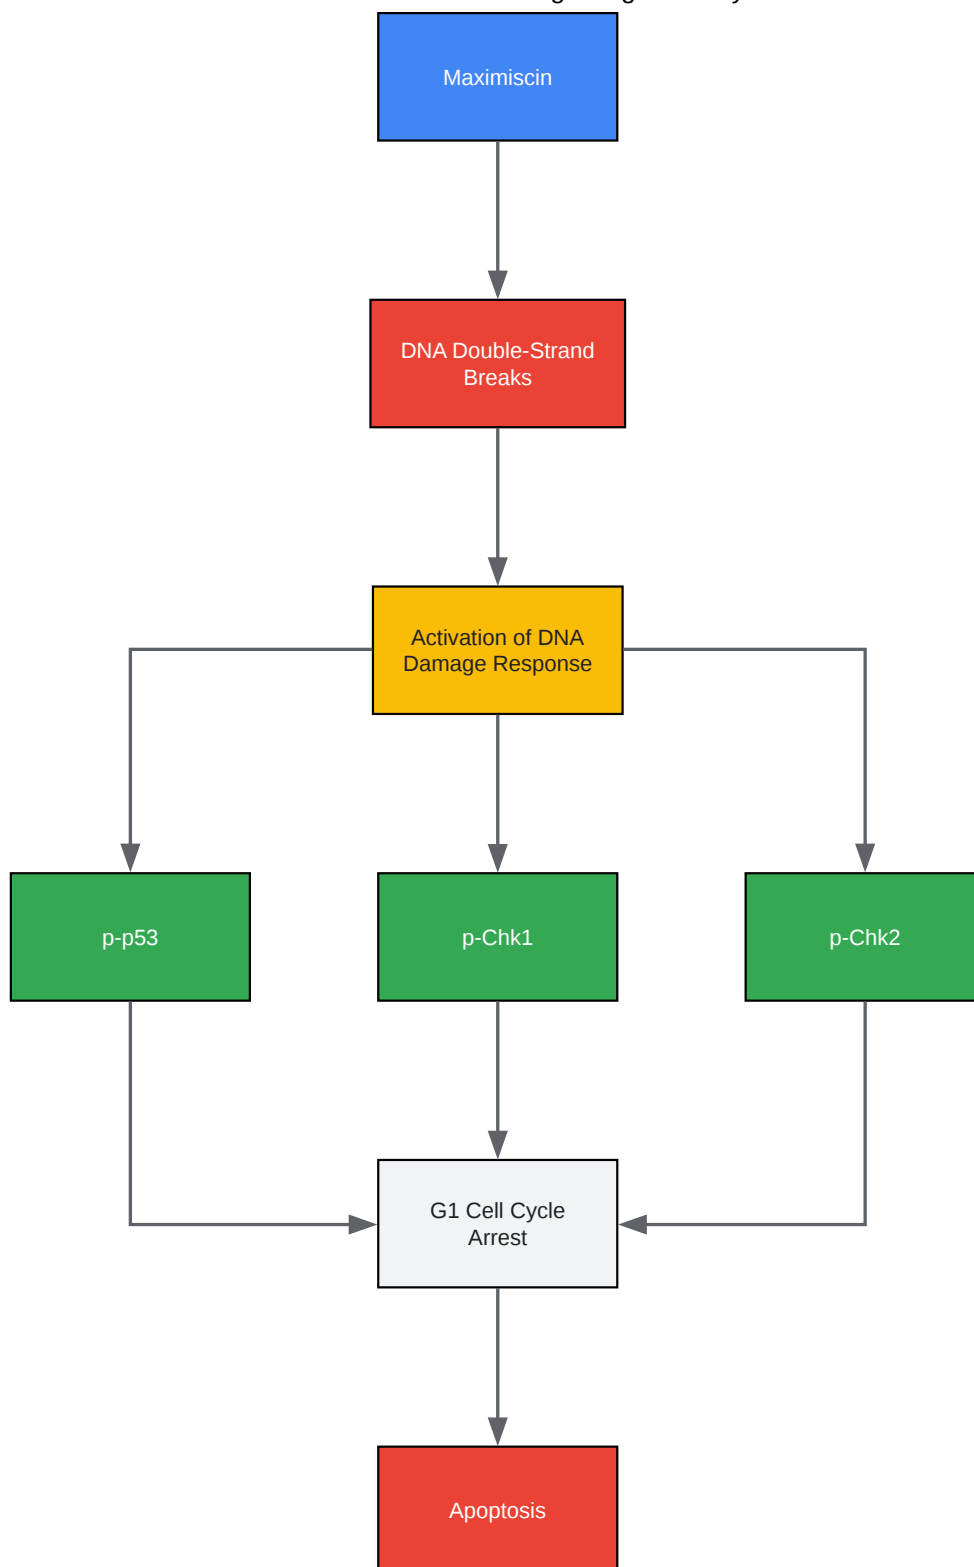 Maximiscin
DNA Double-Strand
Breaks
Activation of DNA
Damage Response
p-p53
p-Chk1
p-Chk2
G1 Cell Cycle
Arrest
Apoptosis